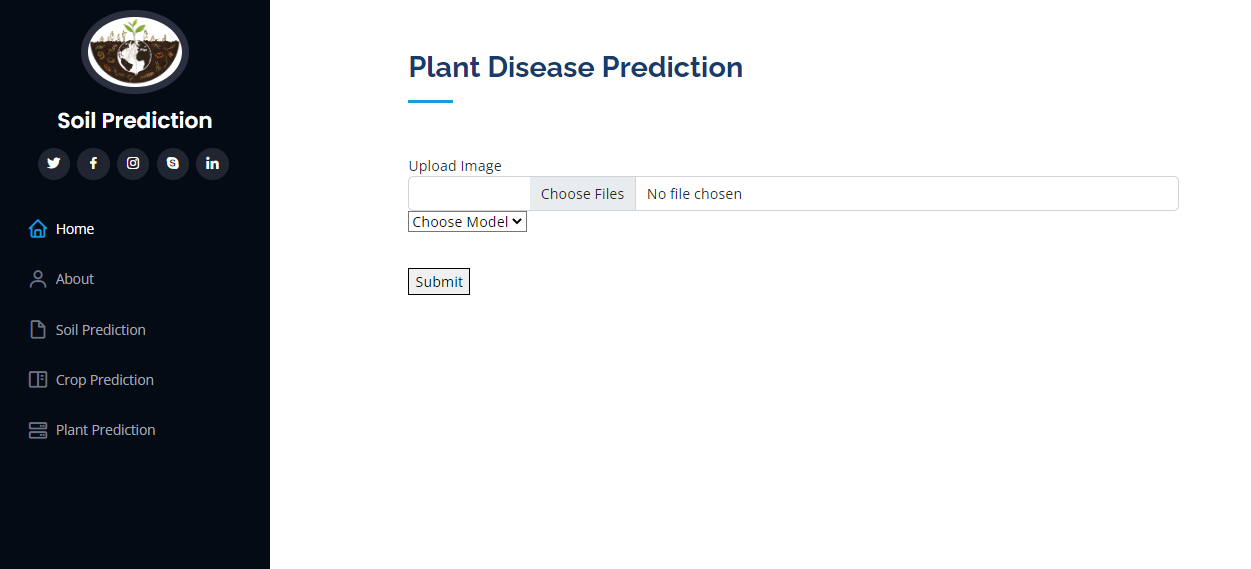 Soil Prediction
Home
About
Soil Prediction
Crop Prediction
Plant Prediction
Plant Disease Prediction
Upload Image
Choose Files No file chosen
Choose Model
Submit